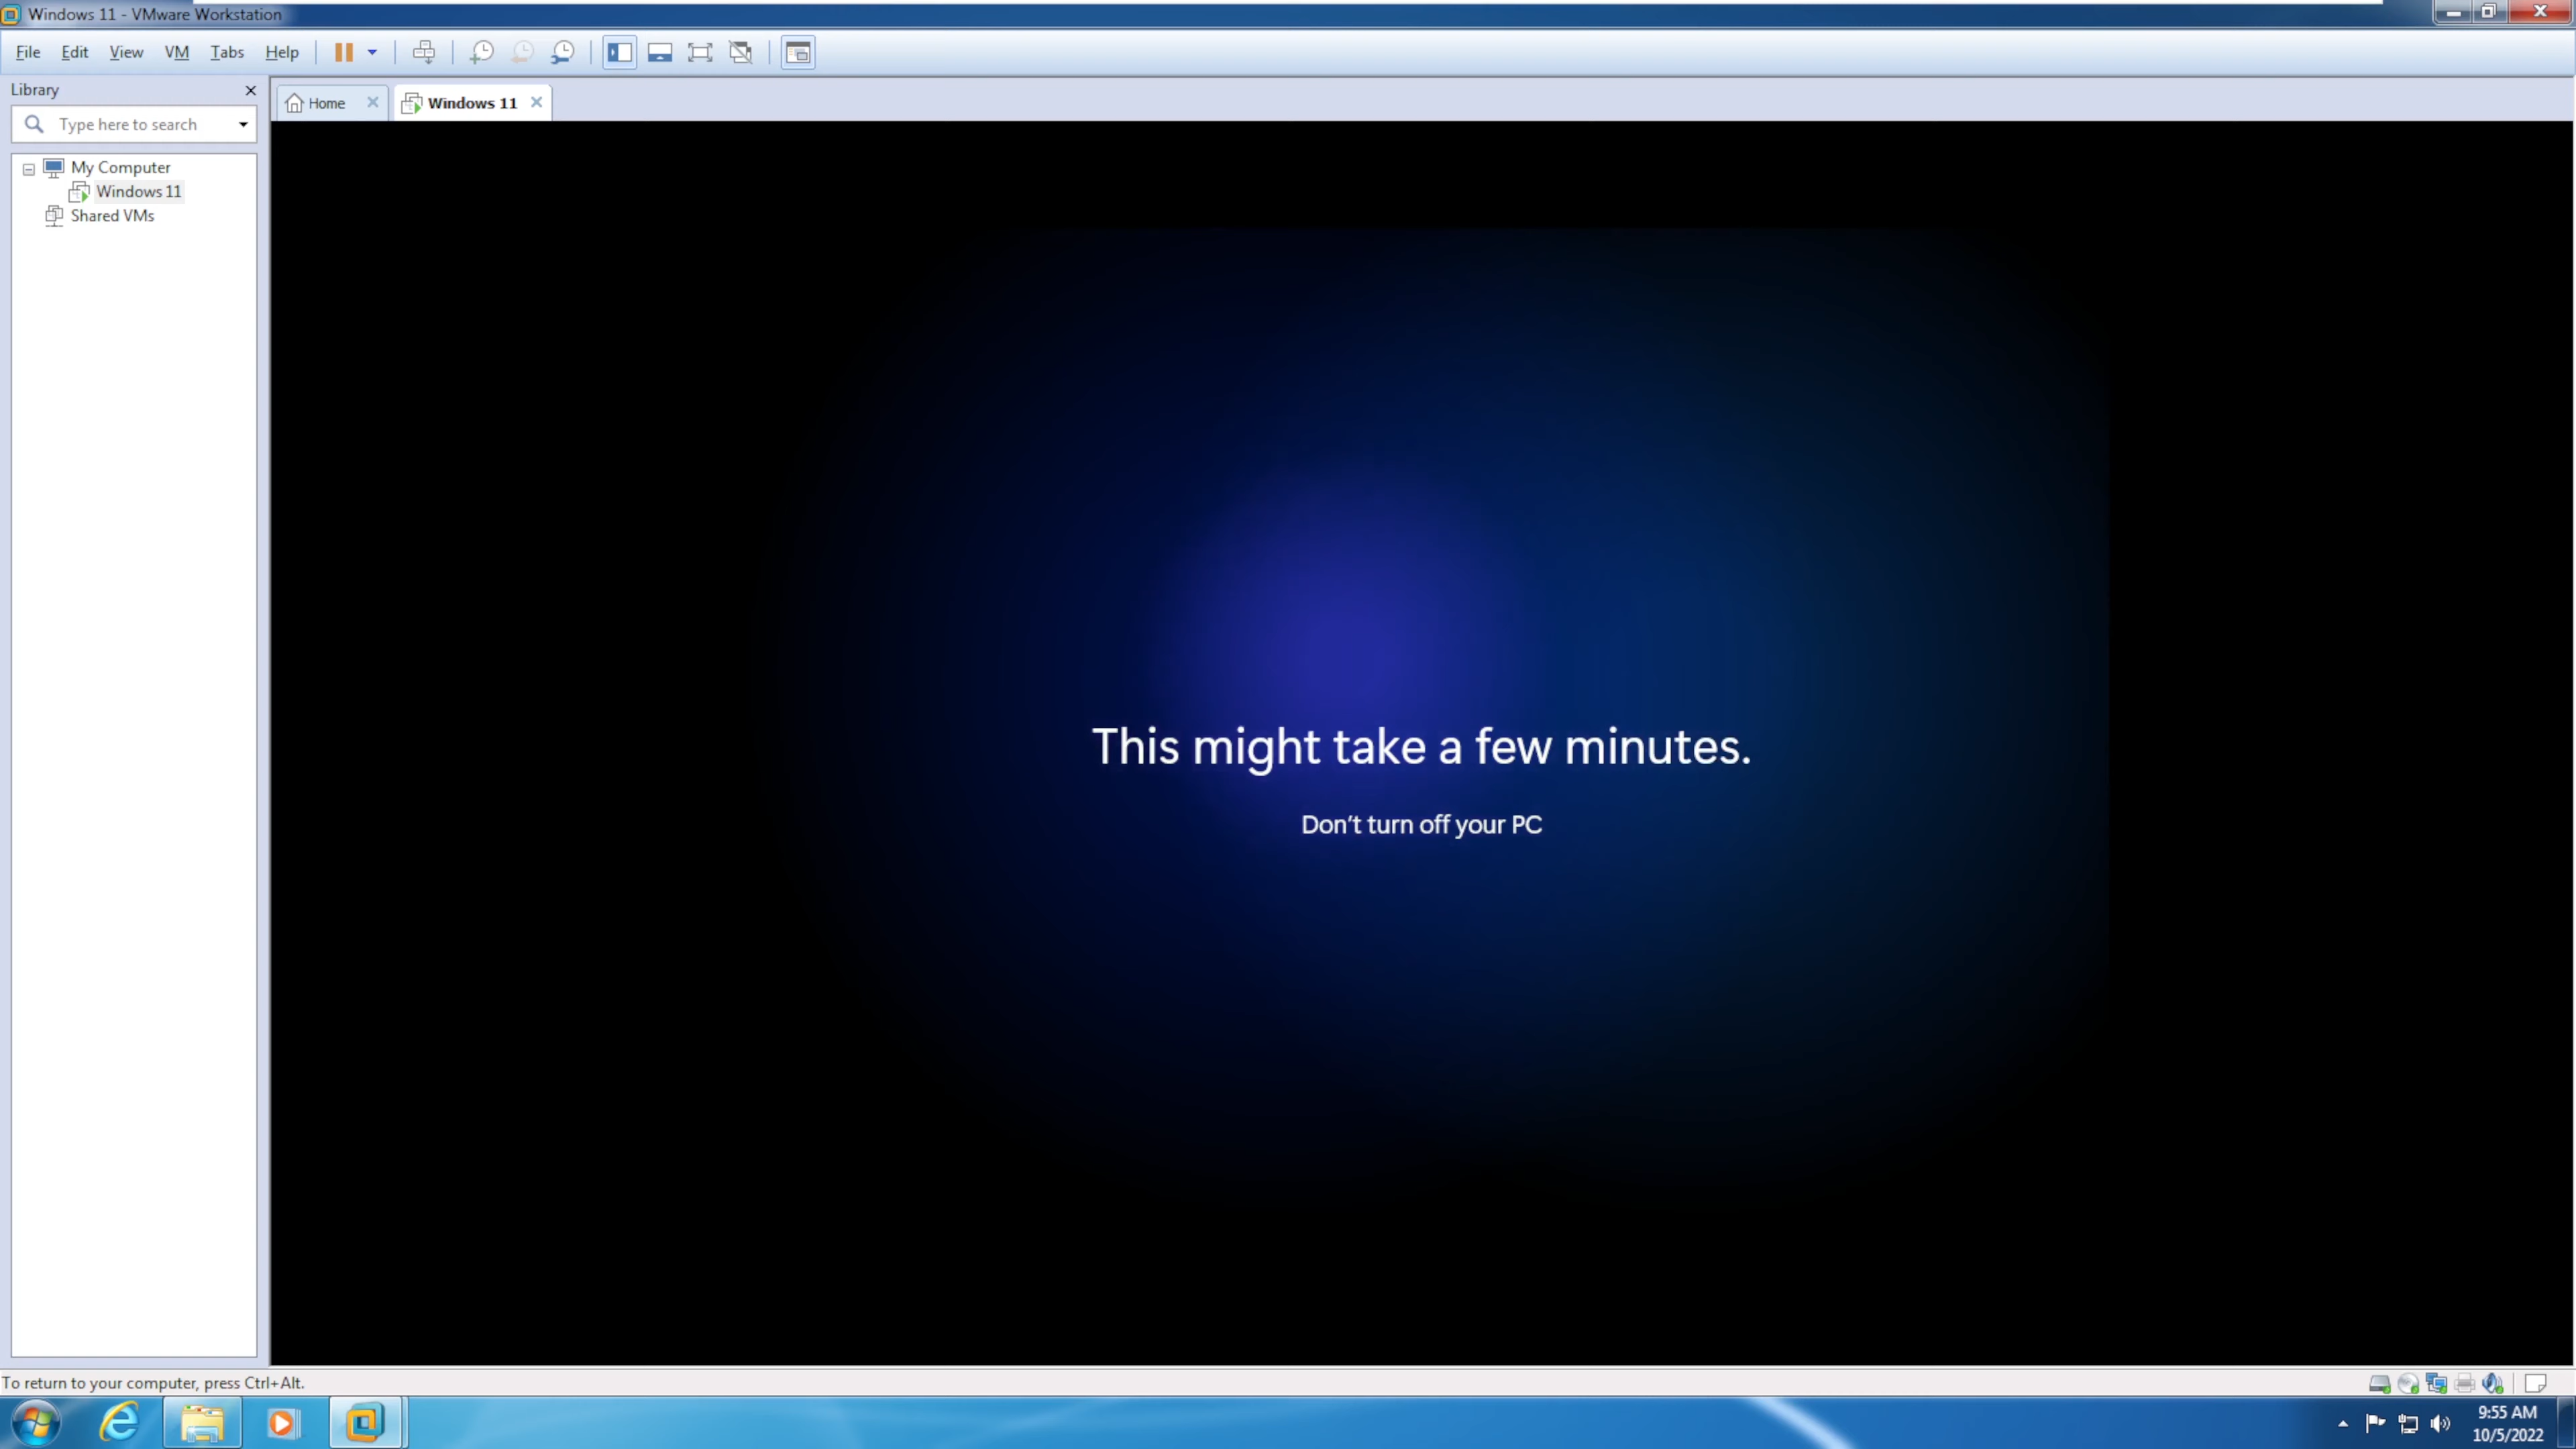 Windows 11 - VMware Workstation
File Edit View VM Tabs Help
Library
Home
Windows 11
Type here to search
My Computer
Windows 11
Shared VMs
This might take a few minutes.
Don't turn off your PC
To return to your computer, press Ctrl+Alt.
9:55 AM
10/5/2022